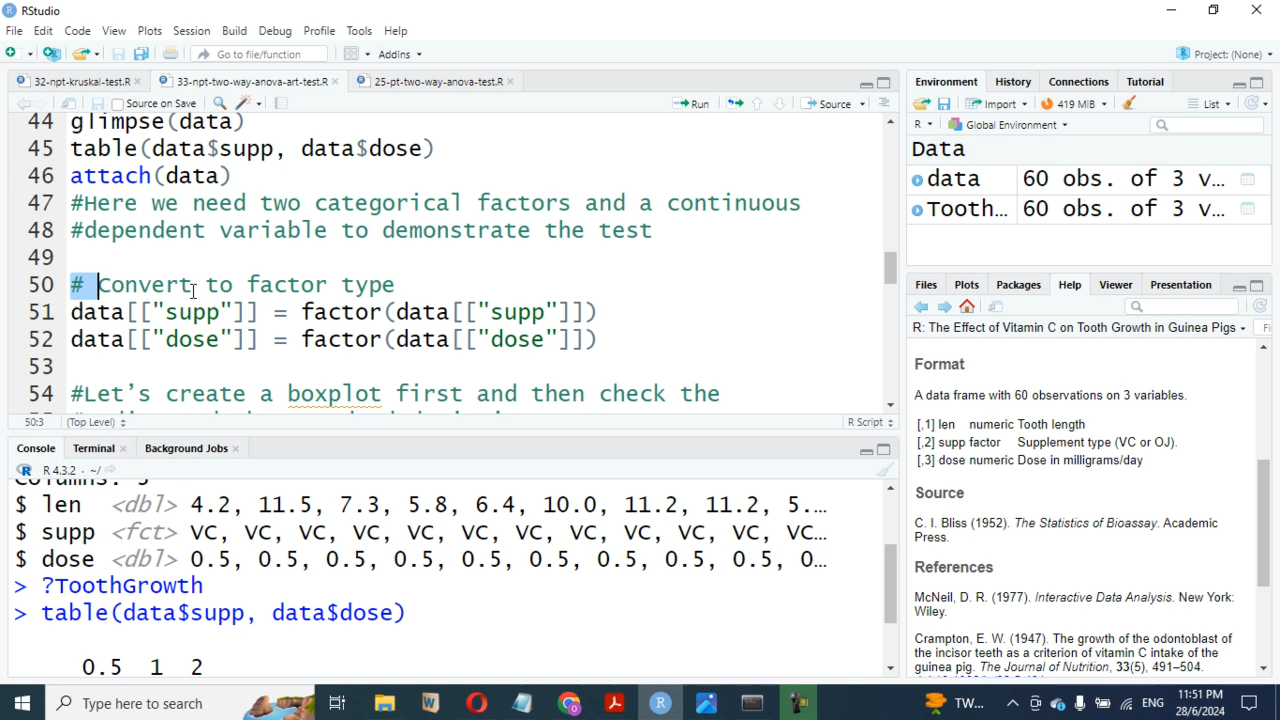 RStudio
File Edit Code View Plots Session Build Debug Profile Tools Help
Go to file/function Addins Project: (None)
32-npt-kruskal-test.R 33-npt-two-way-anova-art-test.R 25-pt-two-way-anova-test.R
Source on Save Run Source
44 glimpse(data)
45 table(data$supp, data$dose)
46 attach(data)
47 #Here we need two categorical factors and a continuous
48 #dependent variable to demonstrate the test
49
50 # Convert to factor type
51 data[["supp"]] = factor(data[["supp"]])
52 data[["dose"]] = factor(data[["dose"]])
53
54 #Let’s create a boxplot first and then check the
50:3 (Top Level) R Script
Console Terminal Background Jobs
R 4.3.2 · ~/
$ len <dbl> 4.2, 11.5, 7.3, 5.8, 6.4, 10.0, 11.2, 11.2, 5.…
$ supp <fct> VC, VC, VC, VC, VC, VC, VC, VC, VC, VC, VC…
$ dose <dbl> 0.5, 0.5, 0.5, 0.5, 0.5, 0.5, 0.5, 0.5, 0.5, 0…
> ?ToothGrowth
> table(data$supp, data$dose)
0.5 1 2
Environment History Connections Tutorial
Import 419 MiB List
R Global Environment
Data
data 60 obs. of 3 v…
Tooth… 60 obs. of 3 v…
Files Plots Packages Help Viewer Presentation
R: The Effect of Vitamin C on Tooth Growth in Guinea Pigs Fi
Format
A data frame with 60 observations on 3 variables.
[,1] len numeric Tooth length
[,2] supp factor Supplement type (VC or OJ).
[,3] dose numeric Dose in milligrams/day
Source
C. I. Bliss (1952). The Statistics of Bioassay. Academic
Press.
References
McNeil, D. R. (1977). Interactive Data Analysis. New York:
Wiley.
Crampton, E. W. (1947). The growth of the odontoblast of
the incisor teeth as a criterion of vitamin C intake of the
guinea pig. The Journal of Nutrition, 33(5), 491–504.
Type here to search TW... ENG 11:51 PM
28/6/2024